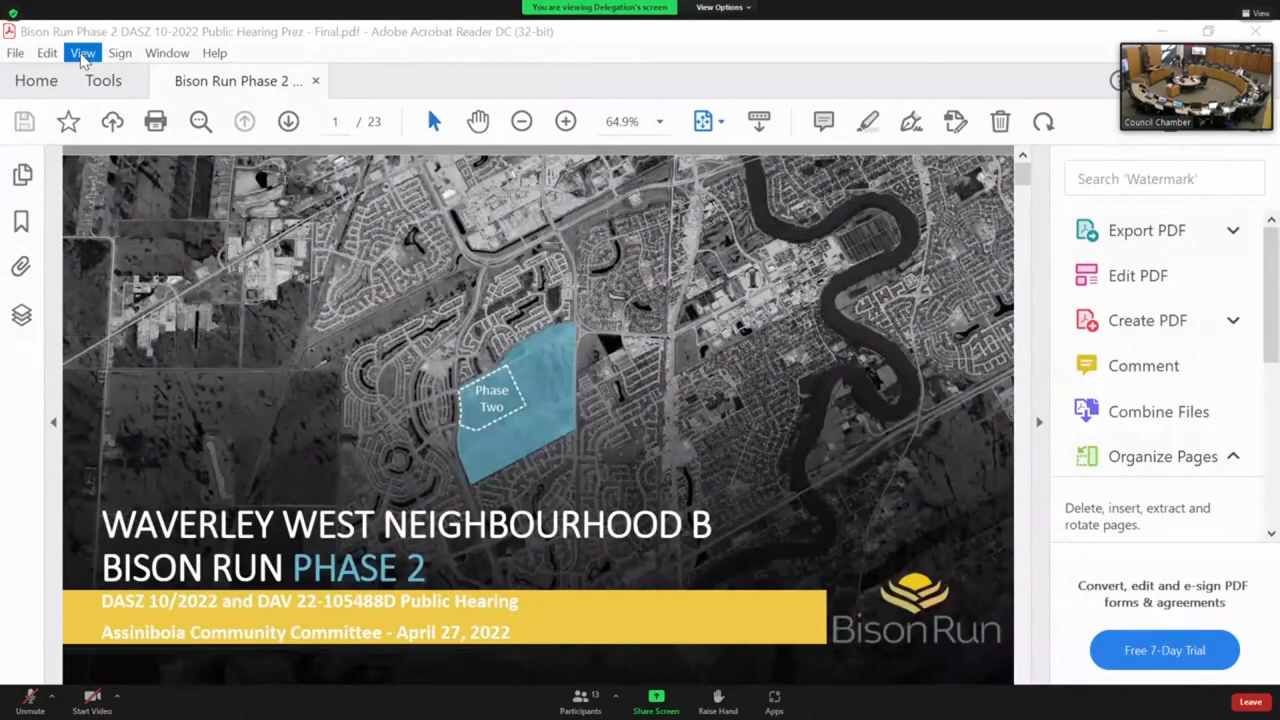 You are viewing Delegation's screen
View Options
View
Bison Run Phase 2 DASZ 10-2022 Public Hearing Prez - Final.pdf - Adobe Acrobat Reader DC (32-bit)
File Edit View Sign Window Help
Home Tools Bison Run Phase 2 ...
1 / 23 64.9%
Council Chamber
Search 'Watermark'
Export PDF
Edit PDF
Create PDF
Comment
Combine Files
Organize Pages
Delete, insert, extract and
rotate pages.
Convert, edit and e-sign PDF
forms & agreements
Free 7-Day Trial
Phase
Two
WAVERLEY WEST NEIGHBOURHOOD B
BISON RUN PHASE 2
DASZ 10/2022 and DAV 22-105488D Public Hearing
Assiniboia Community Committee - April 27, 2022
Bison Run
Unmute Start Video Participants 13 Share Screen Raise Hand Apps Leave